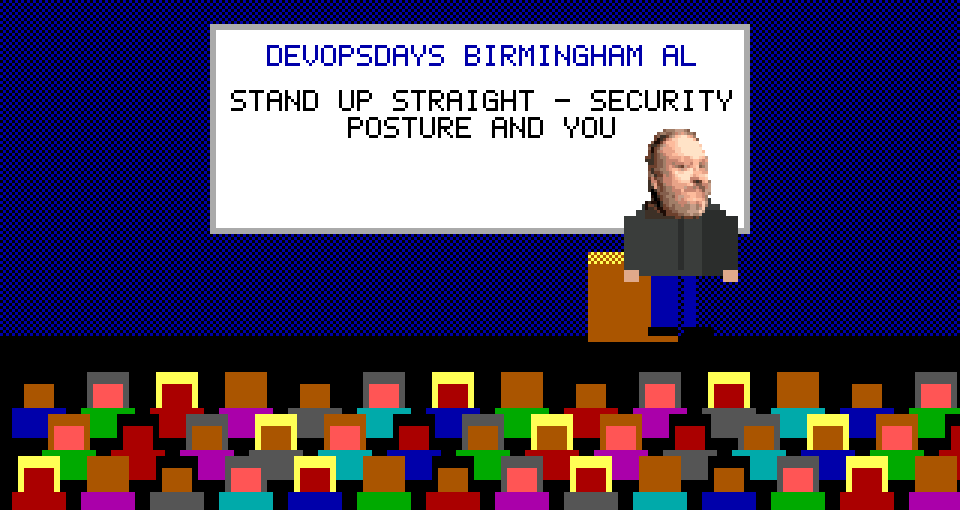 DEVOPSDAYS BIRMINGHAM AL
STAND UP STRAIGHT - SECURITY
POSTURE AND YOU